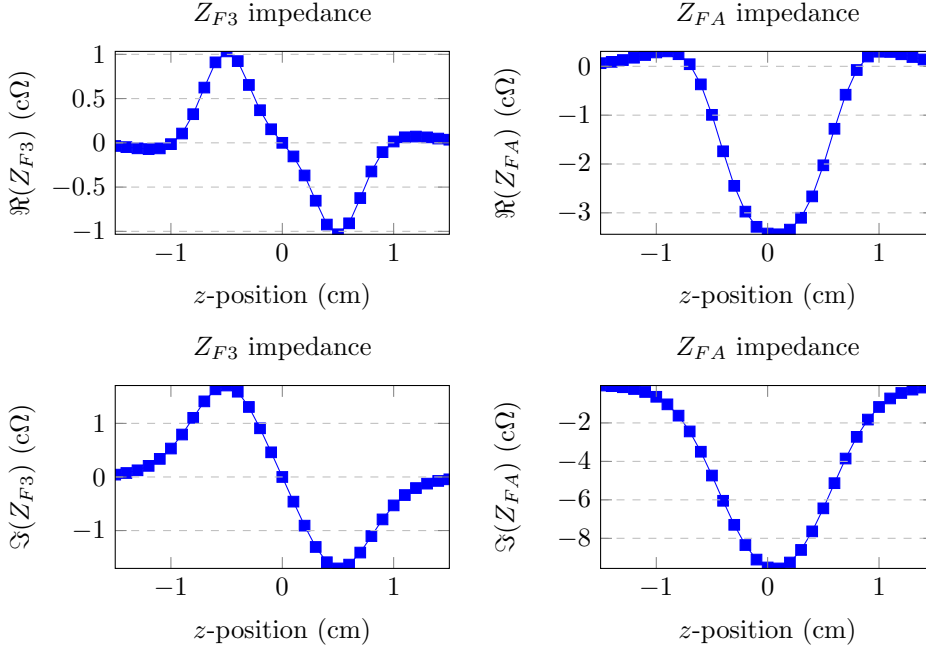 Z_{F3} impedance
1
0.5
0
−0.5
−1
ℜ(Z_{F3}) (cΩ)
−1 0 1
z-position (cm)
Z_{FA} impedance
0
−1
−2
−3
ℜ(Z_{FA}) (cΩ)
−1 0 1
z-position (cm)
Z_{F3} impedance
1
0
−1
ℑ(Z_{F3}) (cΩ)
−1 0 1
z-position (cm)
Z_{FA} impedance
−2
−4
−6
−8
ℑ(Z_{FA}) (cΩ)
−1 0 1
z-position (cm)